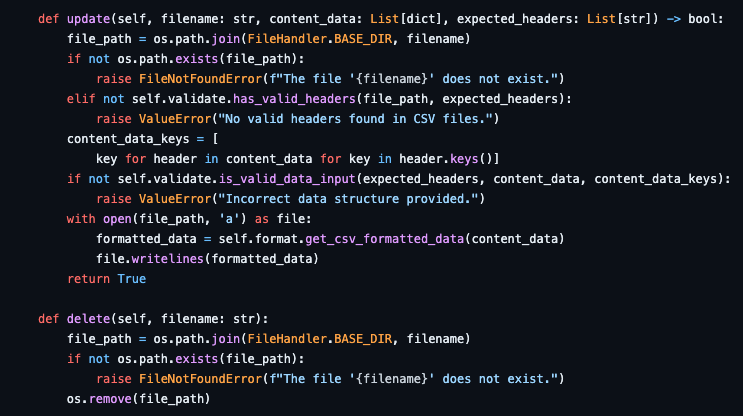 def update(self, filename: str, content_data: List[dict], expected_headers: List[str]) -> bool:
    file_path = os.path.join(FileHandler.BASE_DIR, filename)
    if not os.path.exists(file_path):
        raise FileNotFoundError(f"The file '{filename}' does not exist.")
    elif not self.validate.has_valid_headers(file_path, expected_headers):
        raise ValueError("No valid headers found in CSV files.")
    content_data_keys = [
        key for header in content_data for key in header.keys()]
    if not self.validate.is_valid_data_input(expected_headers, content_data, content_data_keys):
        raise ValueError("Incorrect data structure provided.")
    with open(file_path, 'a') as file:
        formatted_data = self.format.get_csv_formatted_data(content_data)
        file.writelines(formatted_data)
    return True

def delete(self, filename: str):
    file_path = os.path.join(FileHandler.BASE_DIR, filename)
    if not os.path.exists(file_path):
        raise FileNotFoundError(f"The file '{filename}' does not exist.")
    os.remove(file_path)